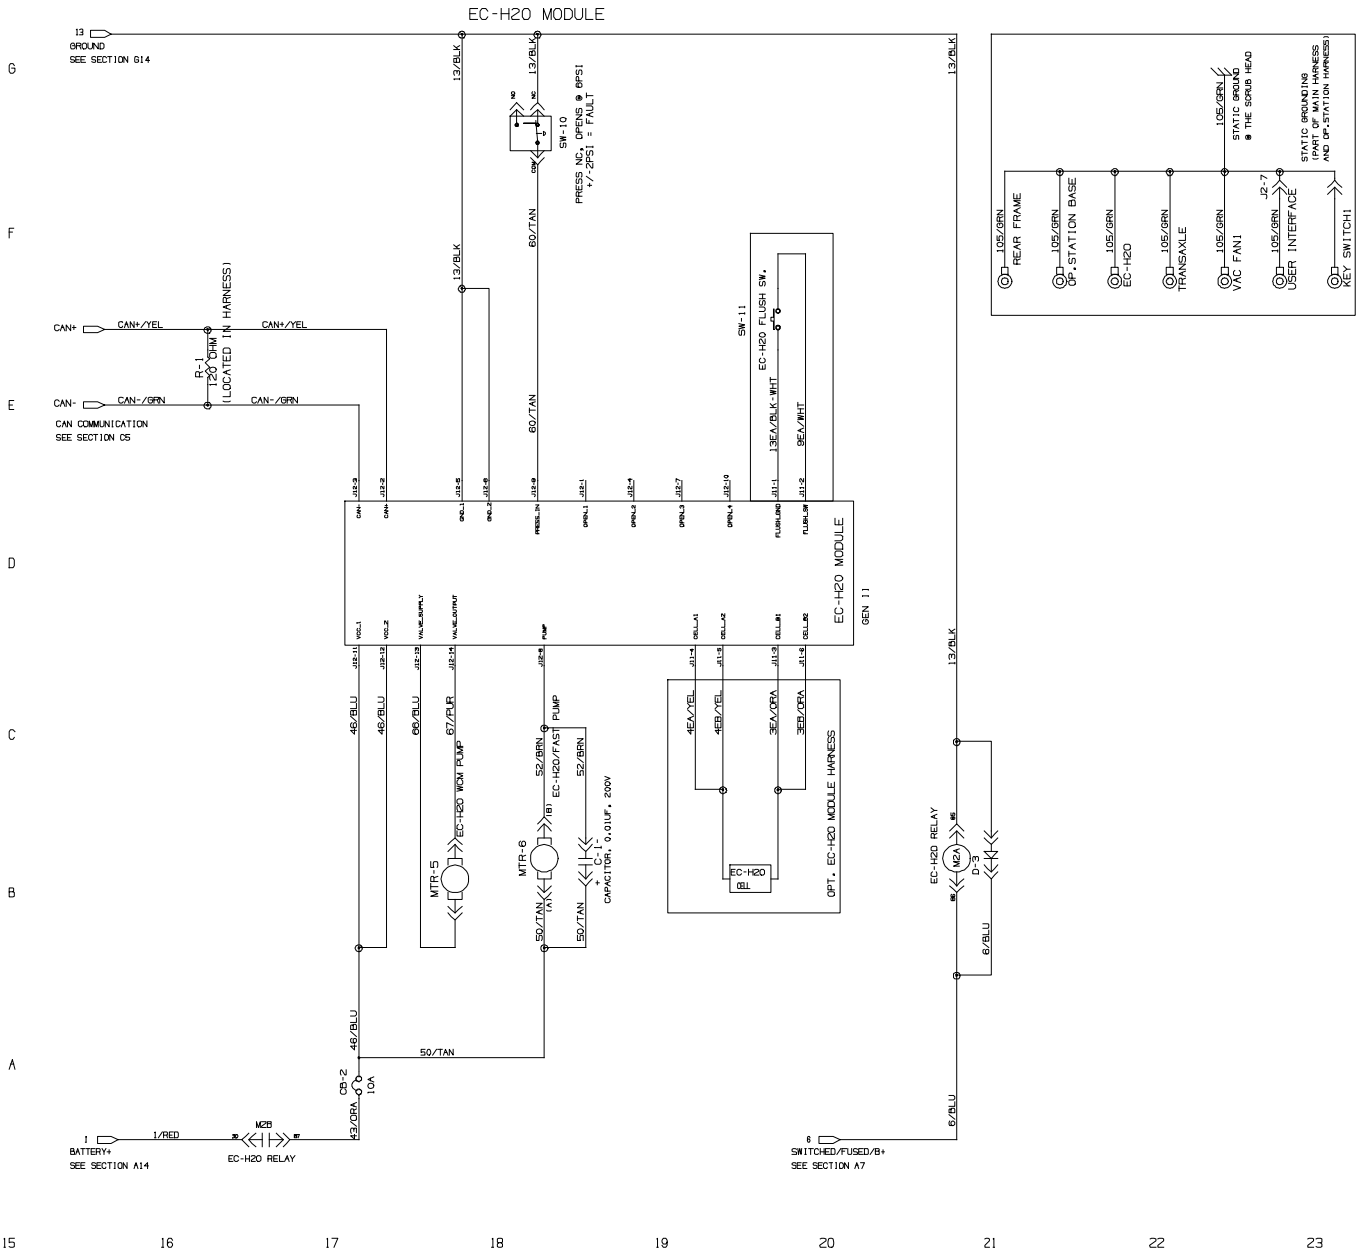 EC-H2O MODULE
13
GROUND
SEE SECTION G14
G
F
E
D
C
B
A
13/BLK
13/BLK
13/BLK
NO
NC
SW-10
COM
PRESS NC, OPENS @ 6PSI
+/-2PSI = FAULT
60/TAN
60/TAN
13/BLK
105/GRN
STATIC GROUND
@ THE SCRUB HEAD
STATIC GROUNDING
(PART OF MAIN HARNESS
AND OP.STATION HARNESS)
J2-7
105/GRN
REAR FRAME
105/GRN
OP.STATION BASE
105/GRN
EC-H2O
105/GRN
TRANSAXLE
105/GRN
VAC FAN1
105/GRN
USER INTERFACE
KEY SWITCH1
CAN+
CAN+/YEL
CAN+/YEL
R-1
120 OHM
(LOCATED IN HARNESS)
CAN-
CAN-/GRN
CAN-/GRN
CAN COMMUNICATION
SEE SECTION C5
SW-11
EC-H2O FLUSH SW.
13EA/BLK-WHT
9EA/WHT
J12-3
J12-2
J12-5
J12-6
J12-9
J12-1
J12-4
J12-7
J12-10
J11-1
J11-2
CAN-
CAN+
GND_1
GND_2
PRESS_IN
OPEN_1
OPEN_2
OPEN_3
OPEN_4
FLUSH_GND
FLUSH_SW
EC-H2O MODULE
GEN 11
VCC_1
VCC_2
VALVE_SUPPLY
VALVE_OUTPUT
PUMP
CELL_A1
CELL_A2
CELL_B1
CELL_B2
J12-11
J12-12
J12-13
J12-14
J12-8
J11-4
J11-5
J11-3
J11-6
46/BLU
46/BLU
66/BLU
67/PUR
52/BRN
52/BRN
EC-H2O/FAST PUMP
EC-H2O WCM PUMP
4EA/YEL
4EB/YEL
3EA/ORA
3EB/ORA
13/BLK
MTR-5
MTR-6
(B)
(A)
C-1
-
+
CAPACITOR, 0.01UF, 200V
EC-H2O
CELL
OPT. EC-H2O MODULE HARNESS
EC-H2O RELAY
85
M2A
86
D-3
50/TAN
50/TAN
6/BLU
46/BLU
50/TAN
CB-2
10A
43/ORA
6/BLU
1
1/RED
30
M2B
87
BATTERY+
SEE SECTION A14
EC-H2O RELAY
6
SWITCHED/FUSED/B+
SEE SECTION A7
15
16
17
18
19
20
21
22
23